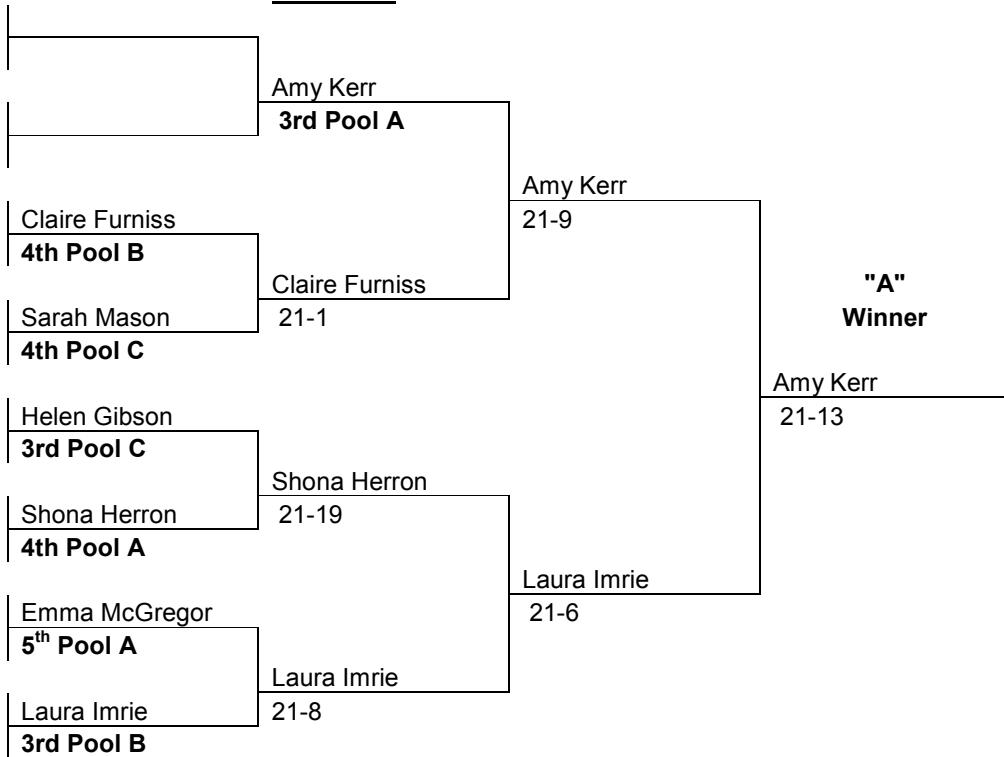 Amy Kerr
3rd Pool A
Amy Kerr
21-9
Claire Furniss
4th Pool B
Claire Furniss
21-1
"A"
Winner
Sarah Mason
4th Pool C
Amy Kerr
21-13
Helen Gibson
3rd Pool C
Shona Herron
21-19
Shona Herron
4th Pool A
Laura Imrie
21-6
Emma McGregor
5th Pool A
Laura Imrie
21-8
Laura Imrie
3rd Pool B